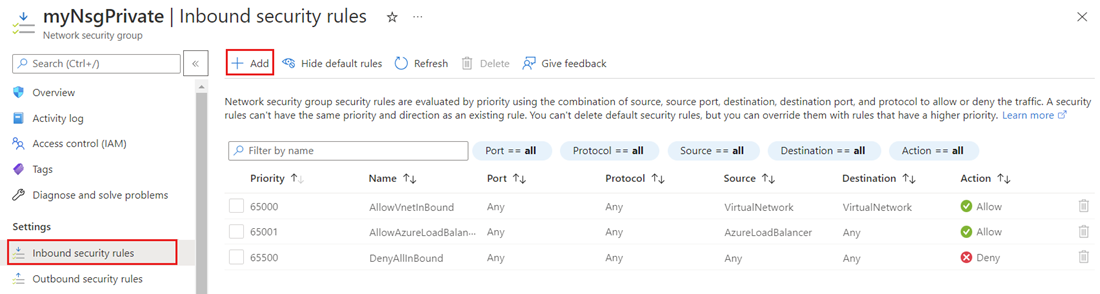 myNsgPrivate | Inbound security rules
Network security group
Search (Ctrl+/)
Overview
Activity log
Access control (IAM)
Tags
Diagnose and solve problems
Settings
Inbound security rules
Outbound security rules
Add Hide default rules Refresh Delete Give feedback
Network security group security rules are evaluated by priority using the combination of source, source port, destination, destination port, and protocol to allow or deny the traffic. A security
rules can't have the same priority and direction as an existing rule. You can't delete default security rules, but you can override them with rules that have a higher priority. Learn more
Filter by name Port == all Protocol == all Source == all Destination == all Action == all
Priority Name Port Protocol Source Destination Action
65000 AllowVnetInBound Any Any VirtualNetwork VirtualNetwork Allow
65001 AllowAzureLoadBalan... Any Any AzureLoadBalancer Any Allow
65500 DenyAllInBound Any Any Any Any Deny